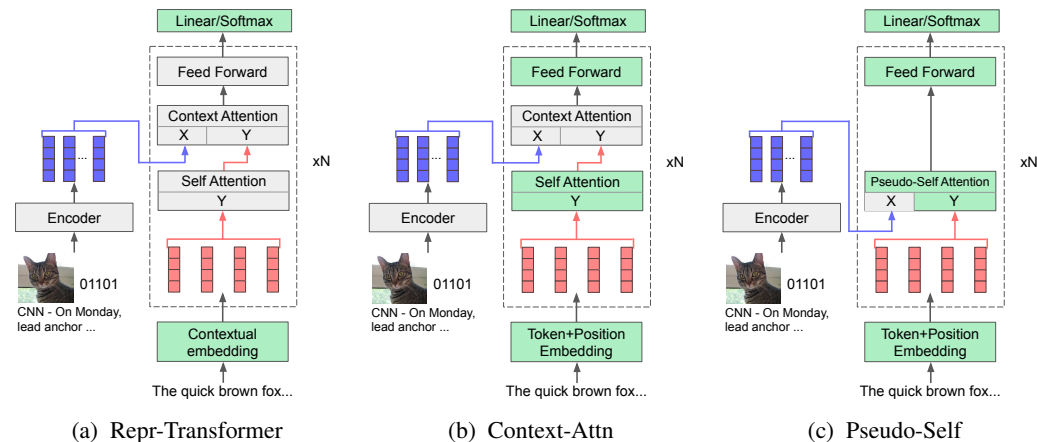 Linear/Softmax
Feed Forward
Context Attention
X Y
xN
Self Attention
Y
Encoder
01101
CNN - On Monday,
lead anchor ...
Contextual
embedding
The quick brown fox...
(a) Repr-Transformer
Linear/Softmax
Feed Forward
Context Attention
X Y
xN
Self Attention
Y
Encoder
01101
CNN - On Monday,
lead anchor ...
Token+Position
Embedding
The quick brown fox...
(b) Context-Attn
Linear/Softmax
Feed Forward
xN
Pseudo-Self Attention
X Y
Encoder
01101
CNN - On Monday,
lead anchor ...
Token+Position
Embedding
The quick brown fox...
(c) Pseudo-Self